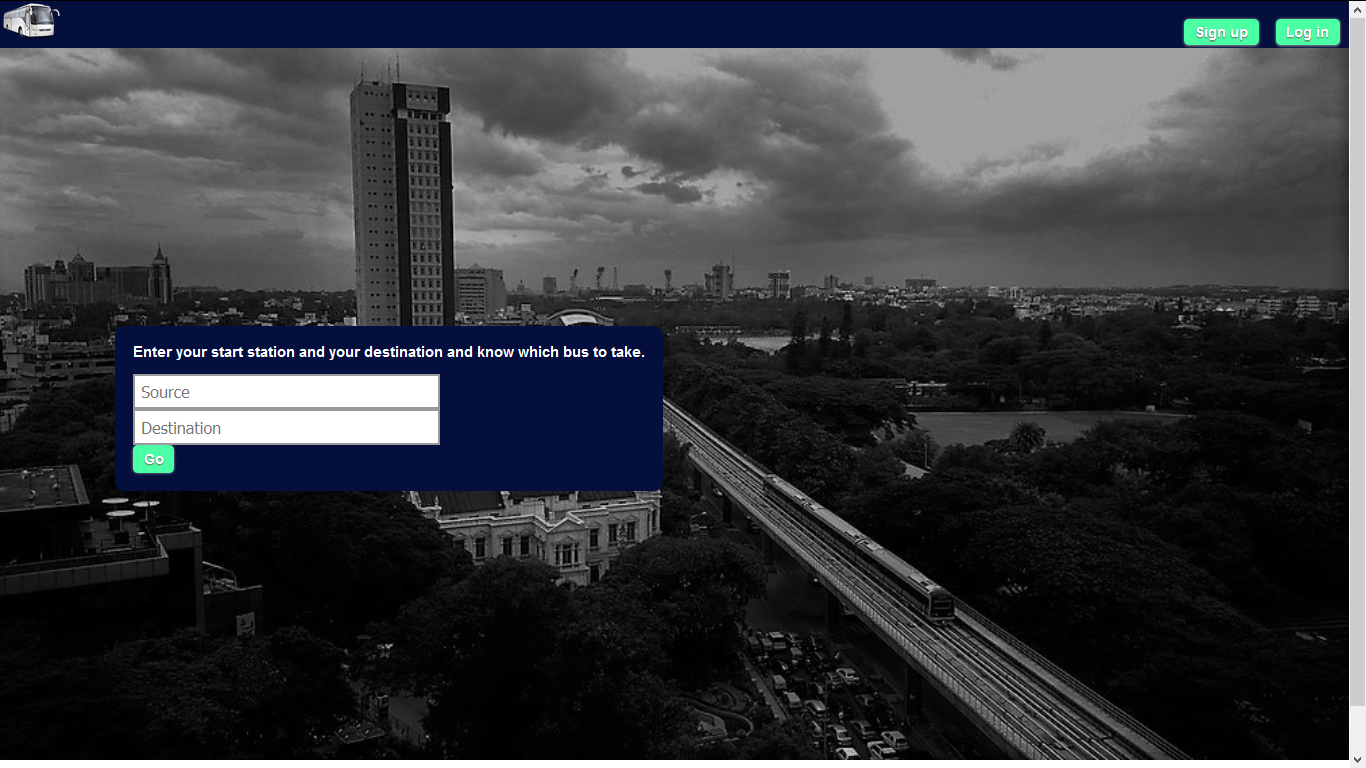 Sign up
Log in
Enter your start station and your destination and know which bus to take.
Source
Destination
Go